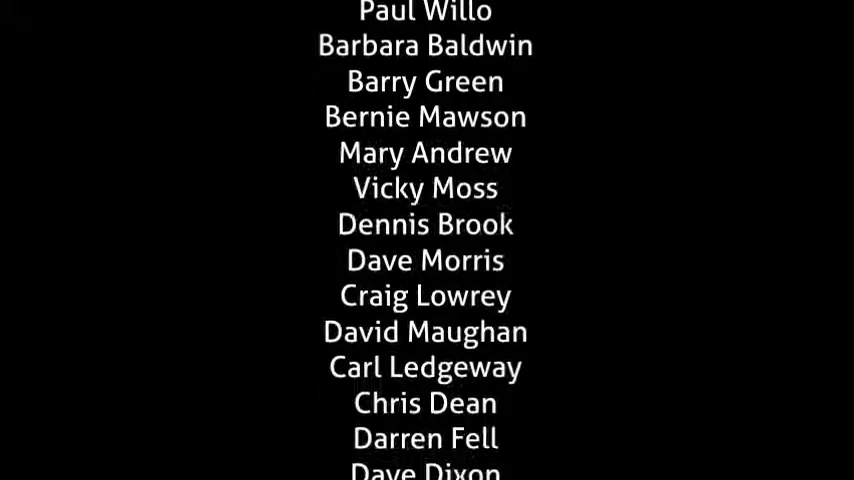 Paul Willo
Barbara Baldwin
Barry Green
Bernie Mawson
Mary Andrew
Vicky Moss
Dennis Brook
Dave Morris
Craig Lowrey
David Maughan
Carl Ledgeway
Chris Dean
Darren Fell
Dave Dixon